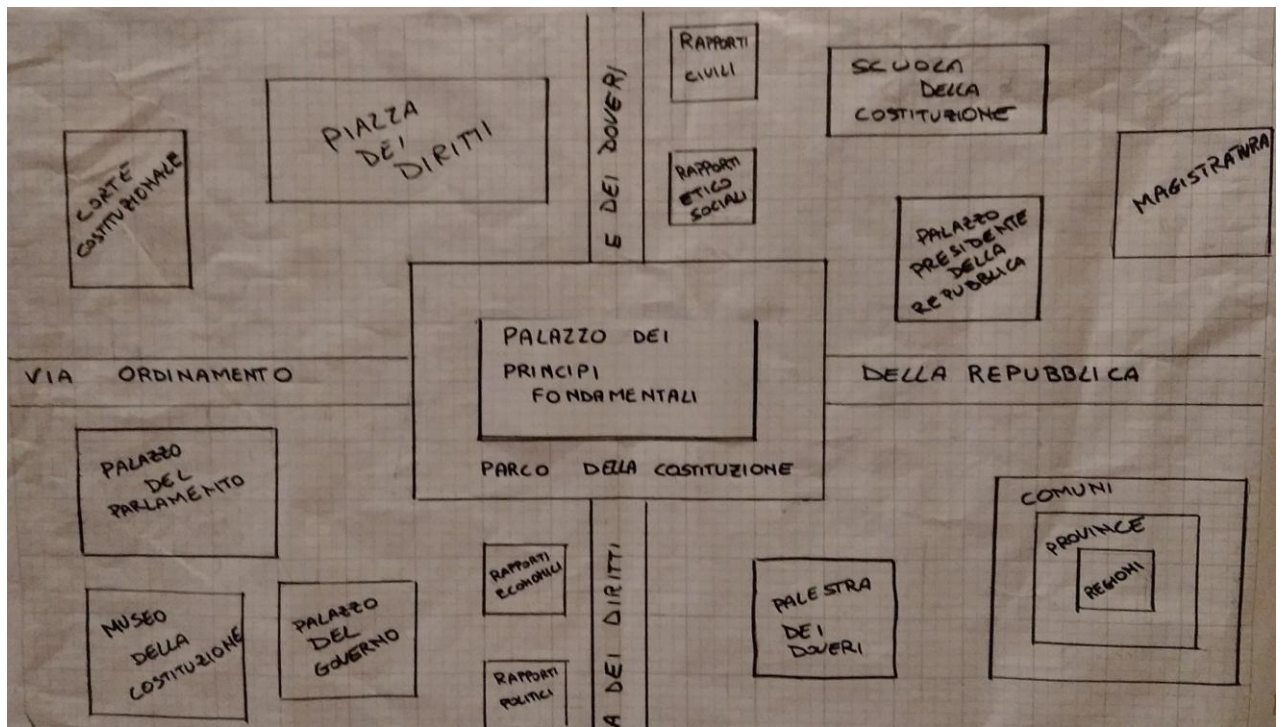 PIAZZA
DEI
DIRITTI
CORTE
COSTITUZIONALE
E DEI DOVERI
RAPPORTI
CIVILI
RAPPORTI
ETICO
SOCIALI
SCUOLA
DELLA
COSTITUZIONE
MAGISTRATURA
PALAZZO
PRESIDENTE
DELLA
REPUBBLICA
VIA ORDINAMENTO
PALAZZO DEI
PRINCIPI
FONDAMENTALI
PARCO DELLA COSTITUZIONE
DELLA REPUBBLICA
PALAZZO
DEL
PARLAMENTO
MUSEO
DELLA
COSTITUZIONE
PALAZZO
DEL
GOVERNO
RAPPORTI
ECONOMICI
RAPPORTI
POLITICI
A DEI DIRITTI
PALESTRA
DEI
DOVERI
COMUNI
PROVINCE
REGIONI